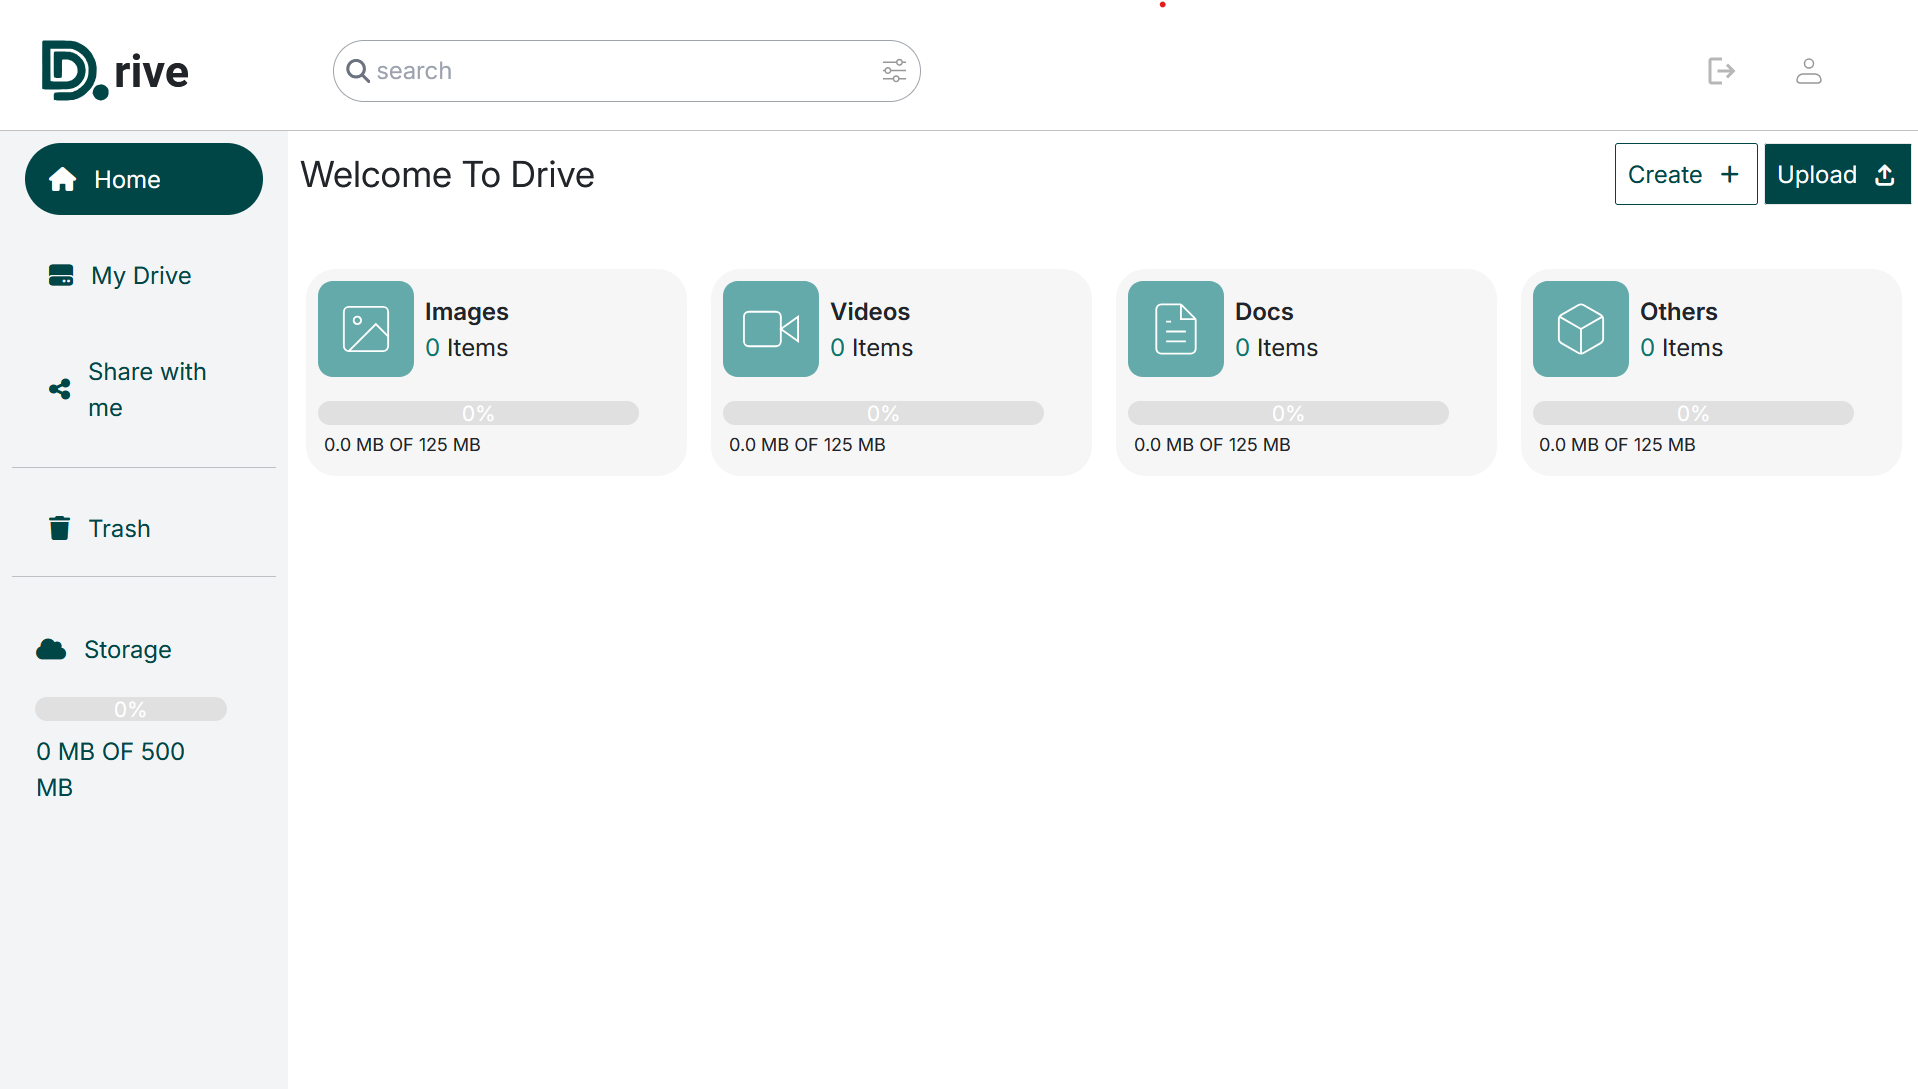 D.rive
search
Home
My Drive
Share with
me
Trash
Storage
0%
0 MB OF 500
MB
Welcome To Drive
Create +
Upload
Images
0 Items
0%
0.0 MB OF 125 MB
Videos
0 Items
0%
0.0 MB OF 125 MB
Docs
0 Items
0%
0.0 MB OF 125 MB
Others
0 Items
0%
0.0 MB OF 125 MB